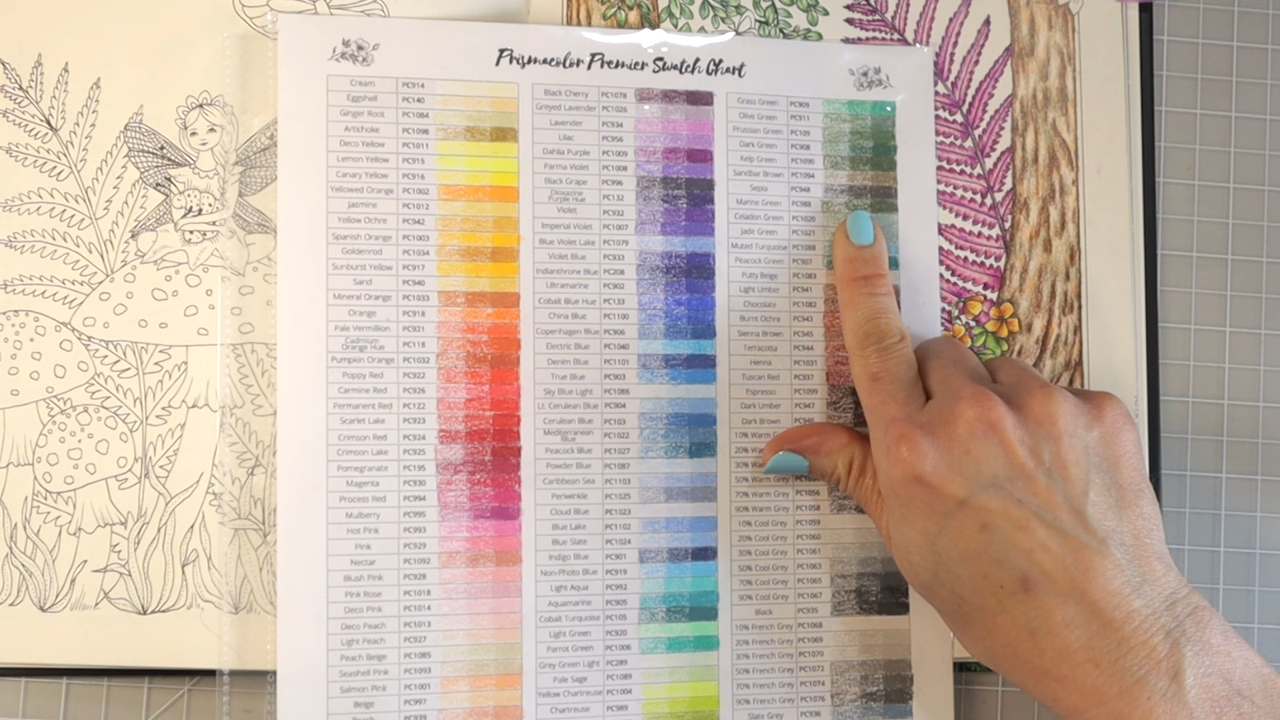 Prismacolor Premier Swatch Chart
Cream PC914
Eggshell PC140
Ginger Root PC1084
Artichoke PC1098
Deco Yellow PC1011
Lemon Yellow PC915
Canary Yellow PC916
Yellowed Orange PC1002
Jasmine PC1012
Yellow Ochre PC942
Spanish Orange PC1003
Goldenrod PC1034
Sunburst Yellow PC917
Sand PC940
Mineral Orange PC1033
Orange PC918
Pale Vermillion PC921
Cadmium Orange Hue PC118
Pumpkin Orange PC1032
Poppy Red PC922
Carmine Red PC926
Permanent Red PC122
Scarlet Lake PC923
Crimson Red PC924
Crimson Lake PC925
Pomegranate PC195
Magenta PC930
Process Red PC994
Mulberry PC995
Hot Pink PC993
Pink PC929
Nectar PC1092
Blush Pink PC928
Pink Rose PC1018
Deco Pink PC1014
Deco Peach PC1013
Light Peach PC927
Peach Beige PC1085
Seashell Pink PC1093
Salmon Pink PC1001
Beige PC997
Peach PC939
Black Cherry PC1078
Greyed Lavender PC1026
Lavender PC934
Lilac PC956
Dahlia Purple PC1009
Parma Violet PC1008
Black Grape PC996
Dioxazine Purple Hue PC132
Violet PC932
Imperial Violet PC1007
Blue Violet Lake PC1079
Violet Blue PC933
Indianthrone Blue PC208
Ultramarine PC902
Cobalt Blue Hue PC133
China Blue PC1100
Copenhagen Blue PC906
Electric Blue PC1040
Denim Blue PC1101
True Blue PC903
Sky Blue Light PC1086
Lt. Cerulean Blue PC904
Cerulean Blue PC103
Mediterranean Blue PC1022
Peacock Blue PC1027
Powder Blue PC1087
Caribbean Sea PC1103
Periwinkle PC1025
Cloud Blue PC1023
Blue Lake PC1102
Blue Slate PC1024
Indigo Blue PC901
Non-Photo Blue PC919
Light Aqua PC992
Aquamarine PC905
Cobalt Turquoise PC105
Light Green PC920
Parrot Green PC1006
Grey Green Light PC289
Pale Sage PC1089
Yellow Chartreuse PC1004
Chartreuse PC989
Grass Green PC909
Olive Green PC911
Prussian Green PC109
Dark Green PC908
Kelp Green PC1090
Sandbar Brown PC1094
Sepia PC948
Marine Green PC988
Celadon Green PC1020
Jade Green PC1021
Muted Turquoise PC1088
Peacock Green PC907
Putty Beige PC1083
Light Umber PC941
Chocolate PC1082
Burnt Ochre PC943
Sienna Brown PC945
Terracotta PC944
Henna PC1031
Tuscan Red PC937
Espresso PC1099
Dark Umber PC947
Dark Brown PC946
10% Warm
20%
30%
50% Warm Grey
70% Warm Grey PC1056
90% Warm Grey PC1058
10% Cool Grey PC1059
20% Cool Grey PC1060
30% Cool Grey PC1061
50% Cool Grey PC1063
70% Cool Grey PC1065
90% Cool Grey PC1067
Black PC935
10% French Grey PC1068
20% French Grey PC1069
30% French Grey PC1070
50% French Grey PC1072
70% French Grey PC1074
90% French Grey PC1076
Slate Grey PC936